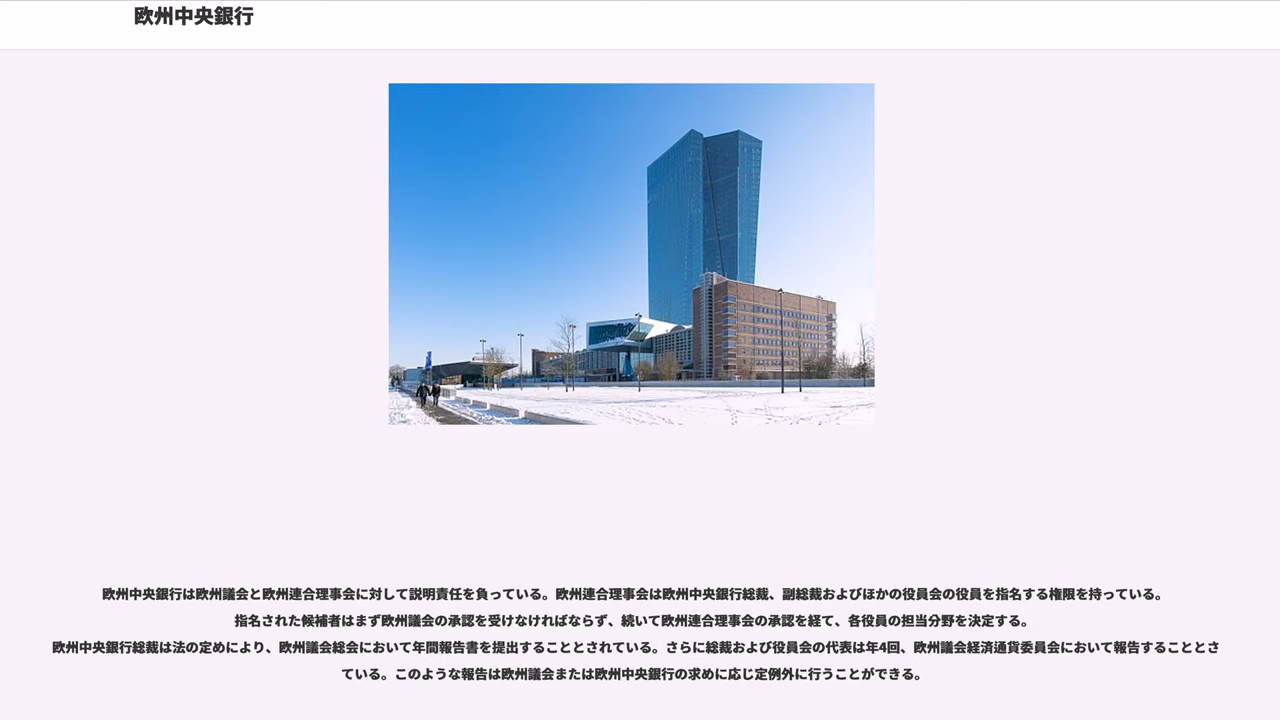 欧州中央銀行
欧州中央銀行は欧州議会と欧州連合理事会に対して説明責任を負っている。欧州連合理事会は欧州中央銀行総裁、副総裁およびほかの役員会の役員を指名する権限を持っている。
指名された候補者はまず欧州議会の承認を受けなければならず、続いて欧州連合理事会の承認を経て、各役員の担当分野を決定する。
欧州中央銀行総裁は法の定めにより、欧州議会総会において年間報告書を提出することとされている。さらに総裁および役員会の代表は年4回、欧州議会経済通貨委員会において報告することとさ
ている。このような報告は欧州議会または欧州中央銀行の求めに応じ定例外に行うことができる。